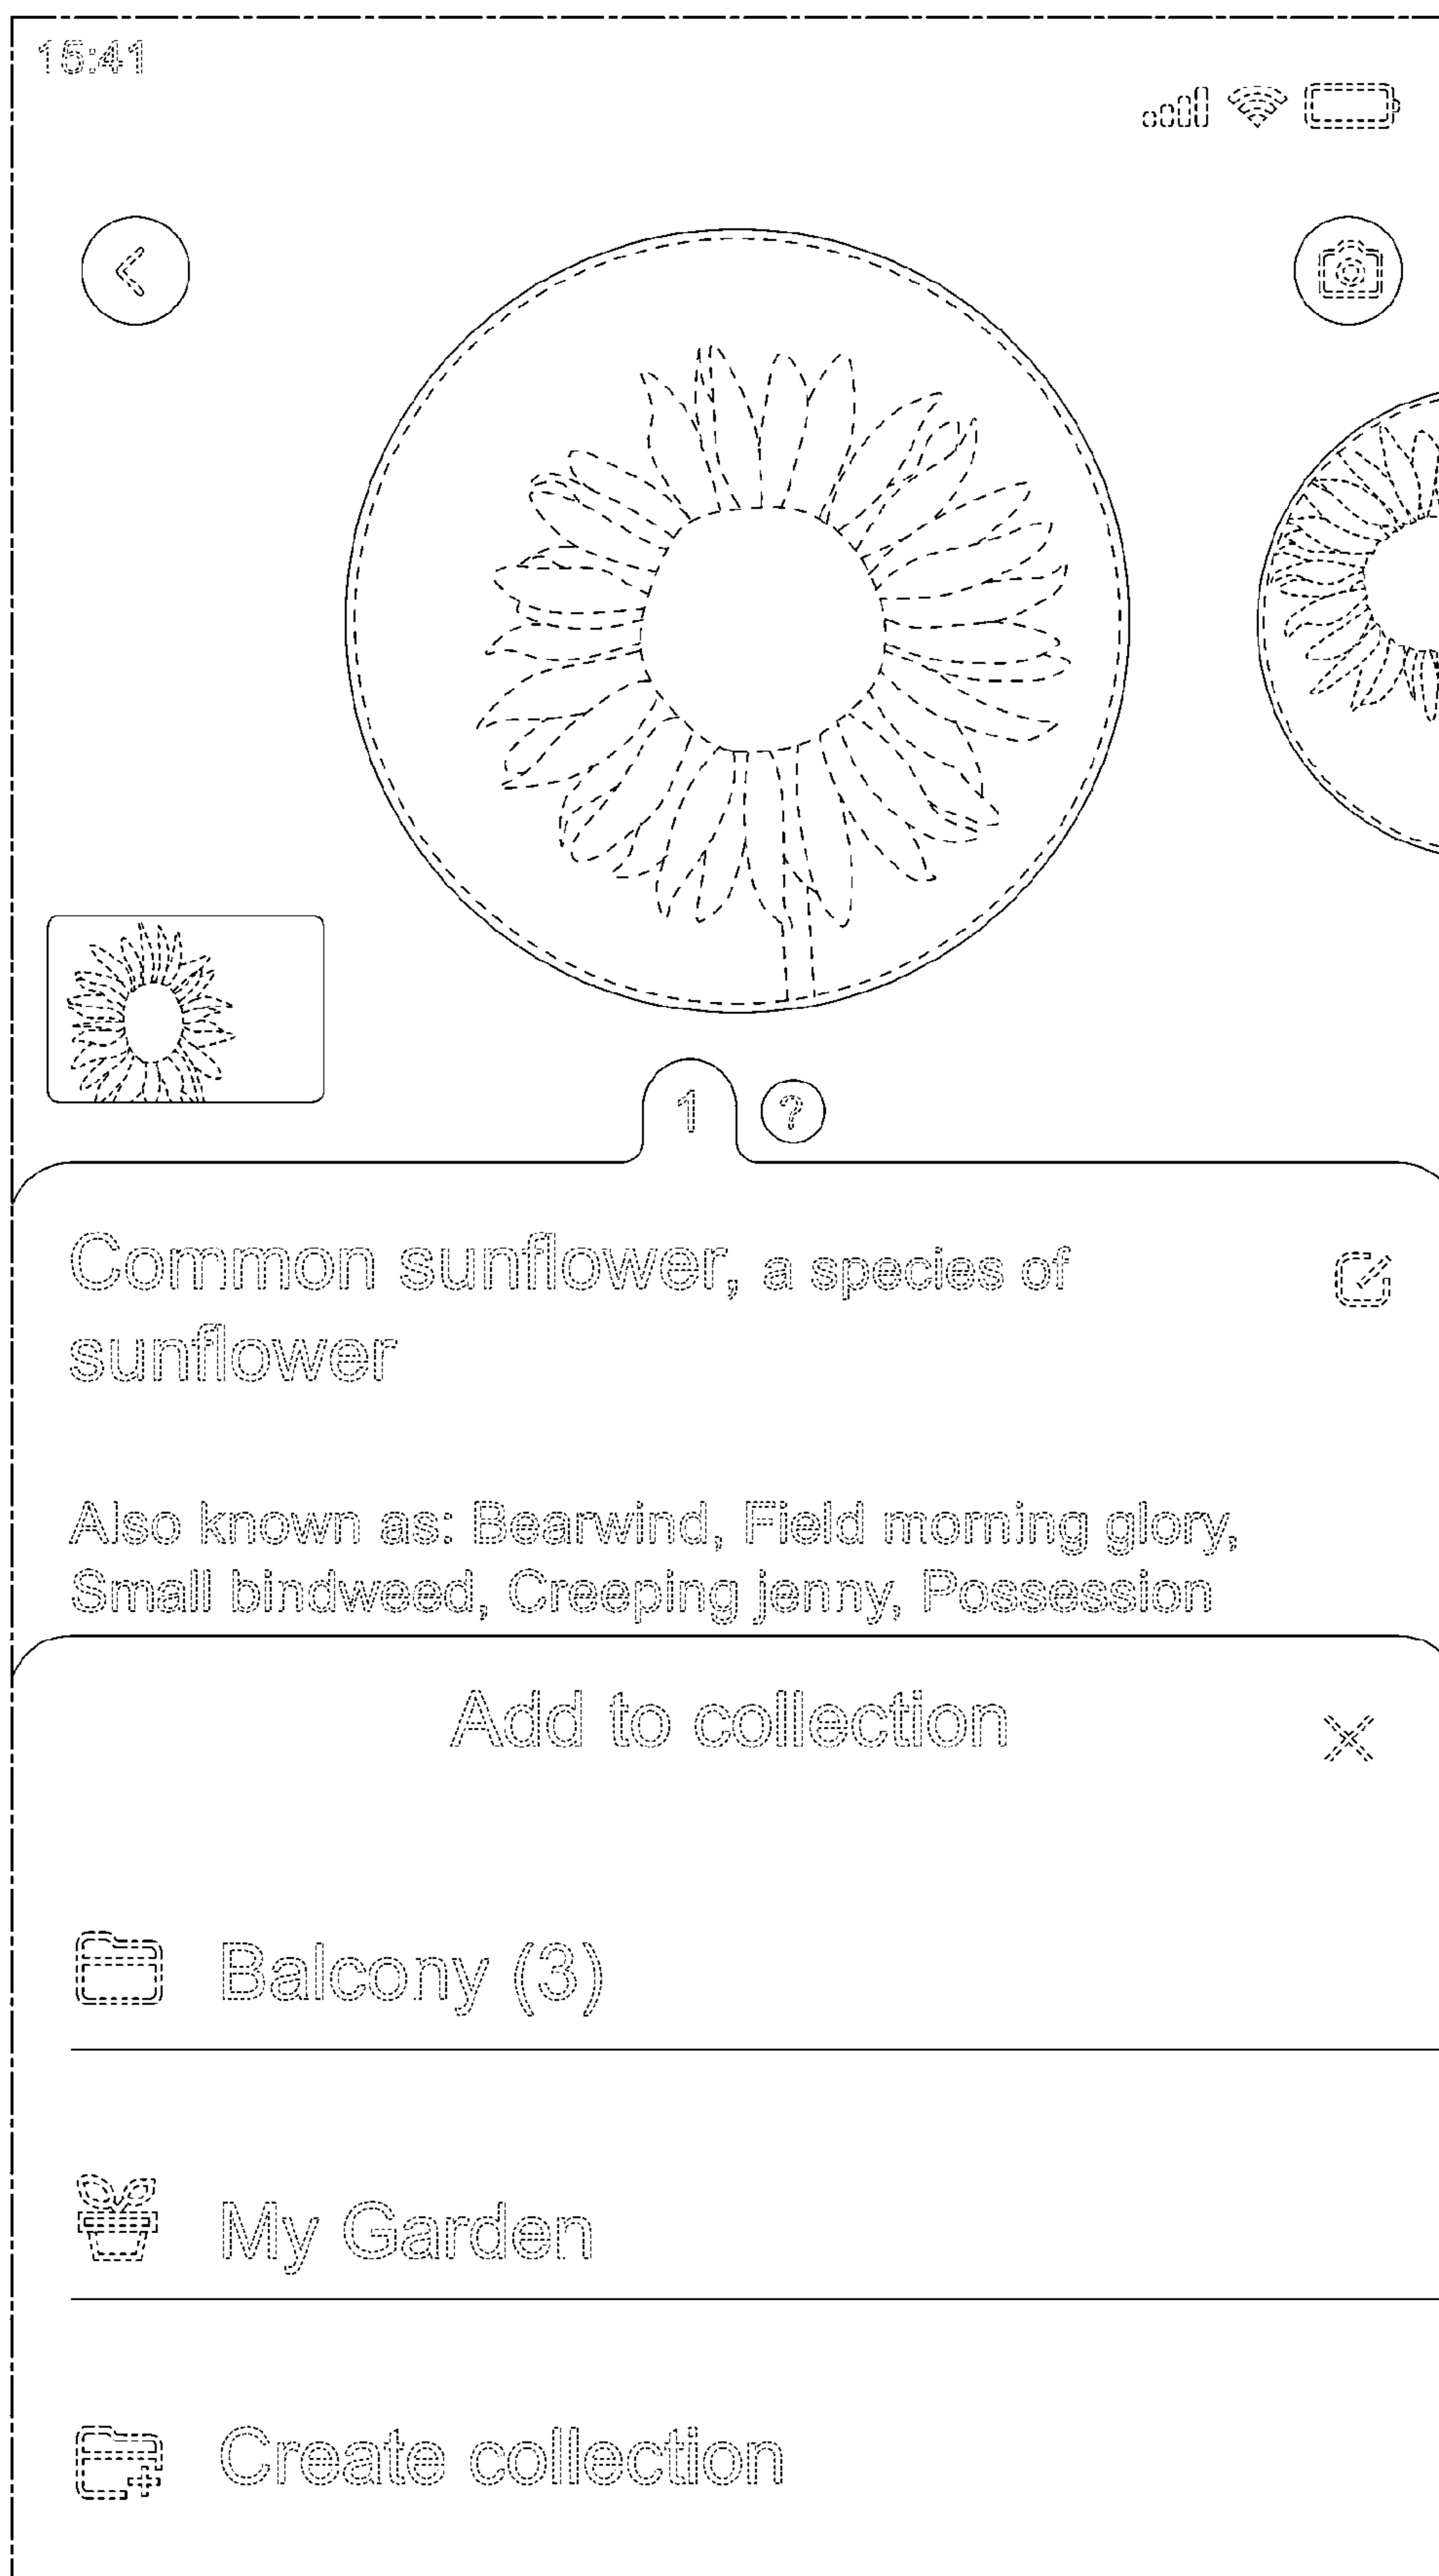 15:41
1 ?
Common sunflower, a species of
sunflower
Also known as: Bearwind, Field morning glory,
Small bindweed, Creeping jenny, Possession
Add to collection
Balcony (3)
My Garden
Create collection